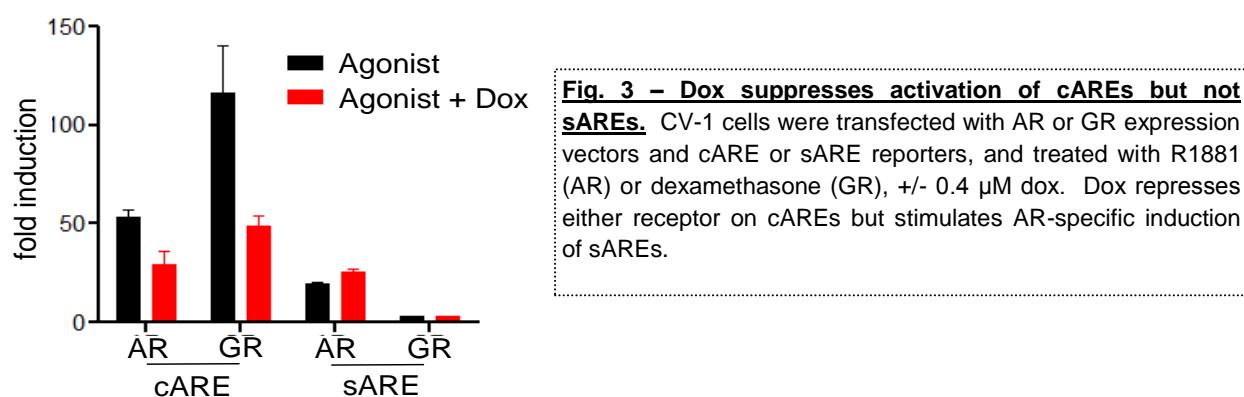 150
100
50
0
fold induction
Agonist
Agonist + Dox
AR GR AR GR
cARE sARE
Fig. 3 – Dox suppresses activation of cAREs but not
sAREs. CV-1 cells were transfected with AR or GR expression
vectors and cARE or sARE reporters, and treated with R1881
(AR) or dexamethasone (GR), +/- 0.4 µM dox. Dox represses
either receptor on cAREs but stimulates AR-specific induction
of sAREs.